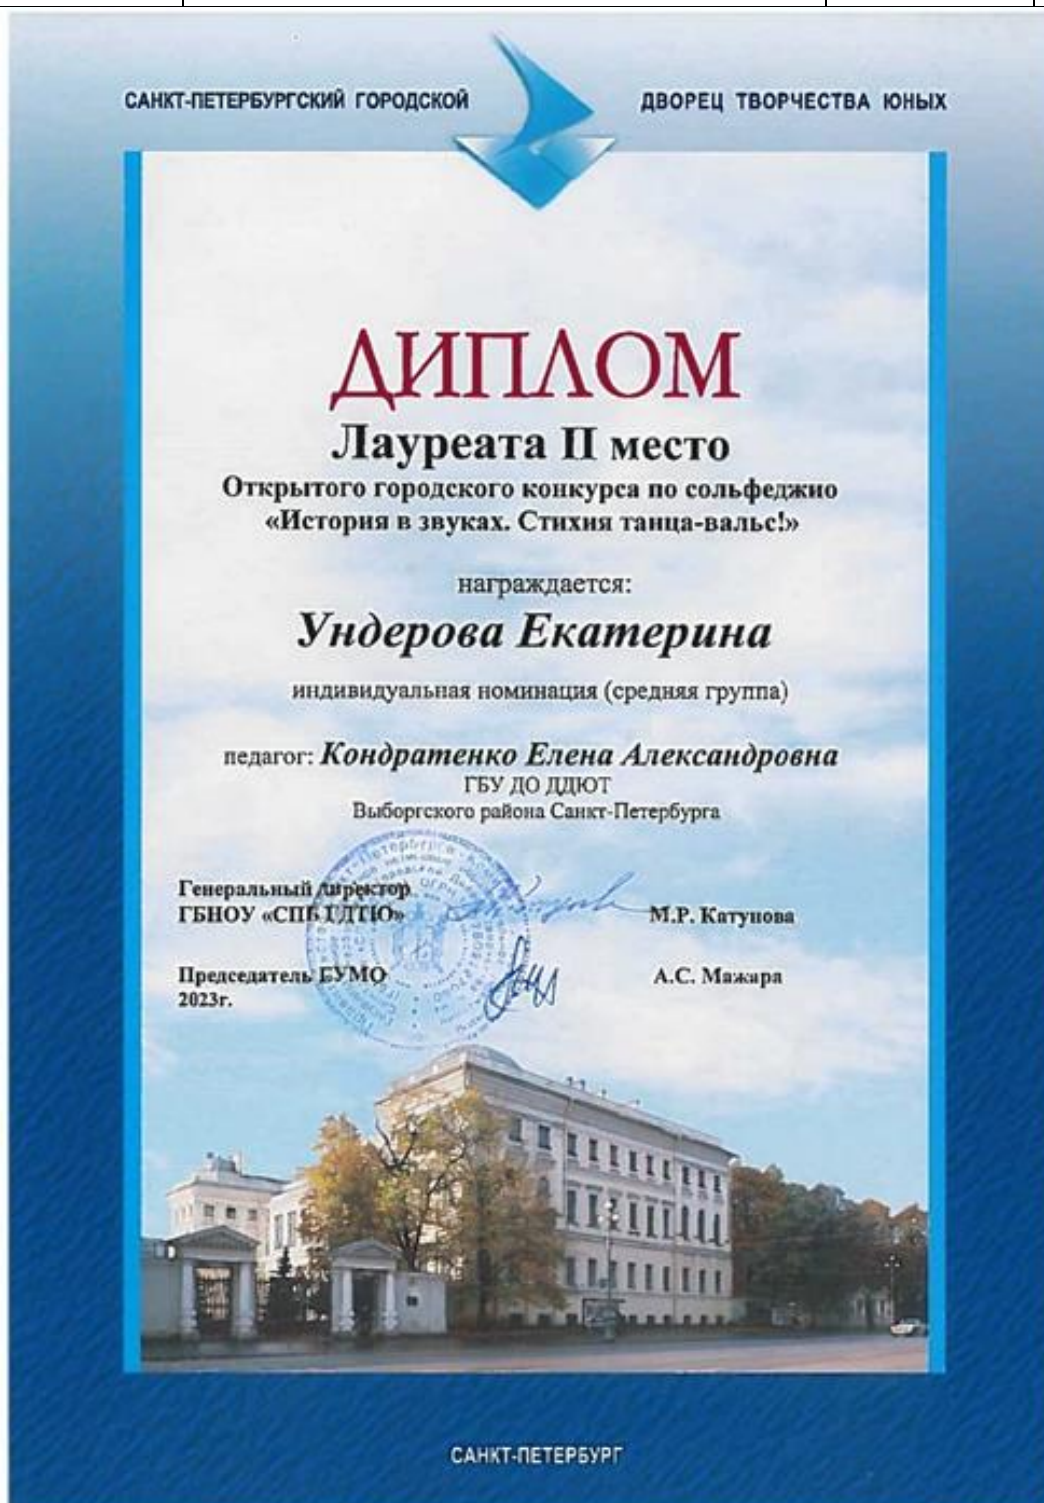 САНКТ-ПЕТЕРБУРГСКИЙ ГОРОДСКОЙ ДВОРЕЦ ТВОРЧЕСТВА ЮНЫХ
ДИПЛОМ
Лауреата II место
Открытого городского конкурса по сольфеджио
«История в звуках. Стихия танца-вальс!»
награждается:
Ундерова Екатерина
индивидуальная номинация (средняя группа)
педагог: Кондратенко Елена Александровна
ГБУ ДО ДДЮТ
Выборгского района Санкт-Петербурга
Генеральный директор
ГБНОУ «СПБ ГДТЮ» М.Р. Катунова
Председатель ГУМО А.С. Мажара
2023г.
САНКТ-ПЕТЕРБУРГ